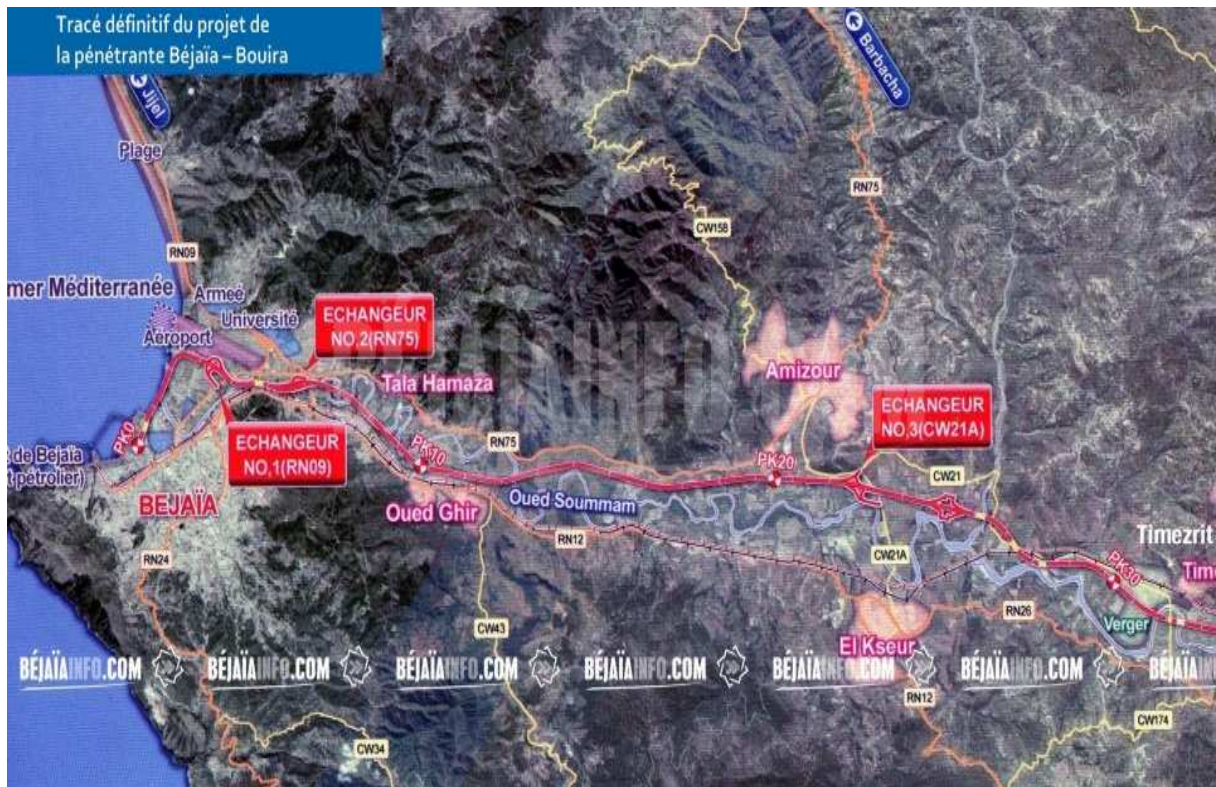 Tracé définitif du projet de
la pénétrante Béjaïa – Bouira
Jijel
Barbacha
Plage
RN75
RN09
CW158
mer Méditerranée
Armeé
Université
Aéroport
ECHANGEUR
NO.2(RN75)
Tala Hamaza
Amizour
ECHANGEUR
NO,3(CW21A)
PK0
ECHANGEUR
NO,1(RN09)
PK10
RN75
PK20
CW21
t de Bejaïa
t pétrolier)
BEJAÏA
Oued Ghir
Oued Soummam
RN12
RN24
CW21A
Timezrit
PK30
Time
RN26
Verger
CW43
El Kseur
BÉJAÏAINFO.COM
BÉJAÏAINFO.COM
BÉJAÏAINFO.COM
BÉJAÏAINFO.COM
BÉJAÏAINFO.COM
BÉJAÏAINFO.COM
BÉJAÏAIN
RN12
CW174
CW34